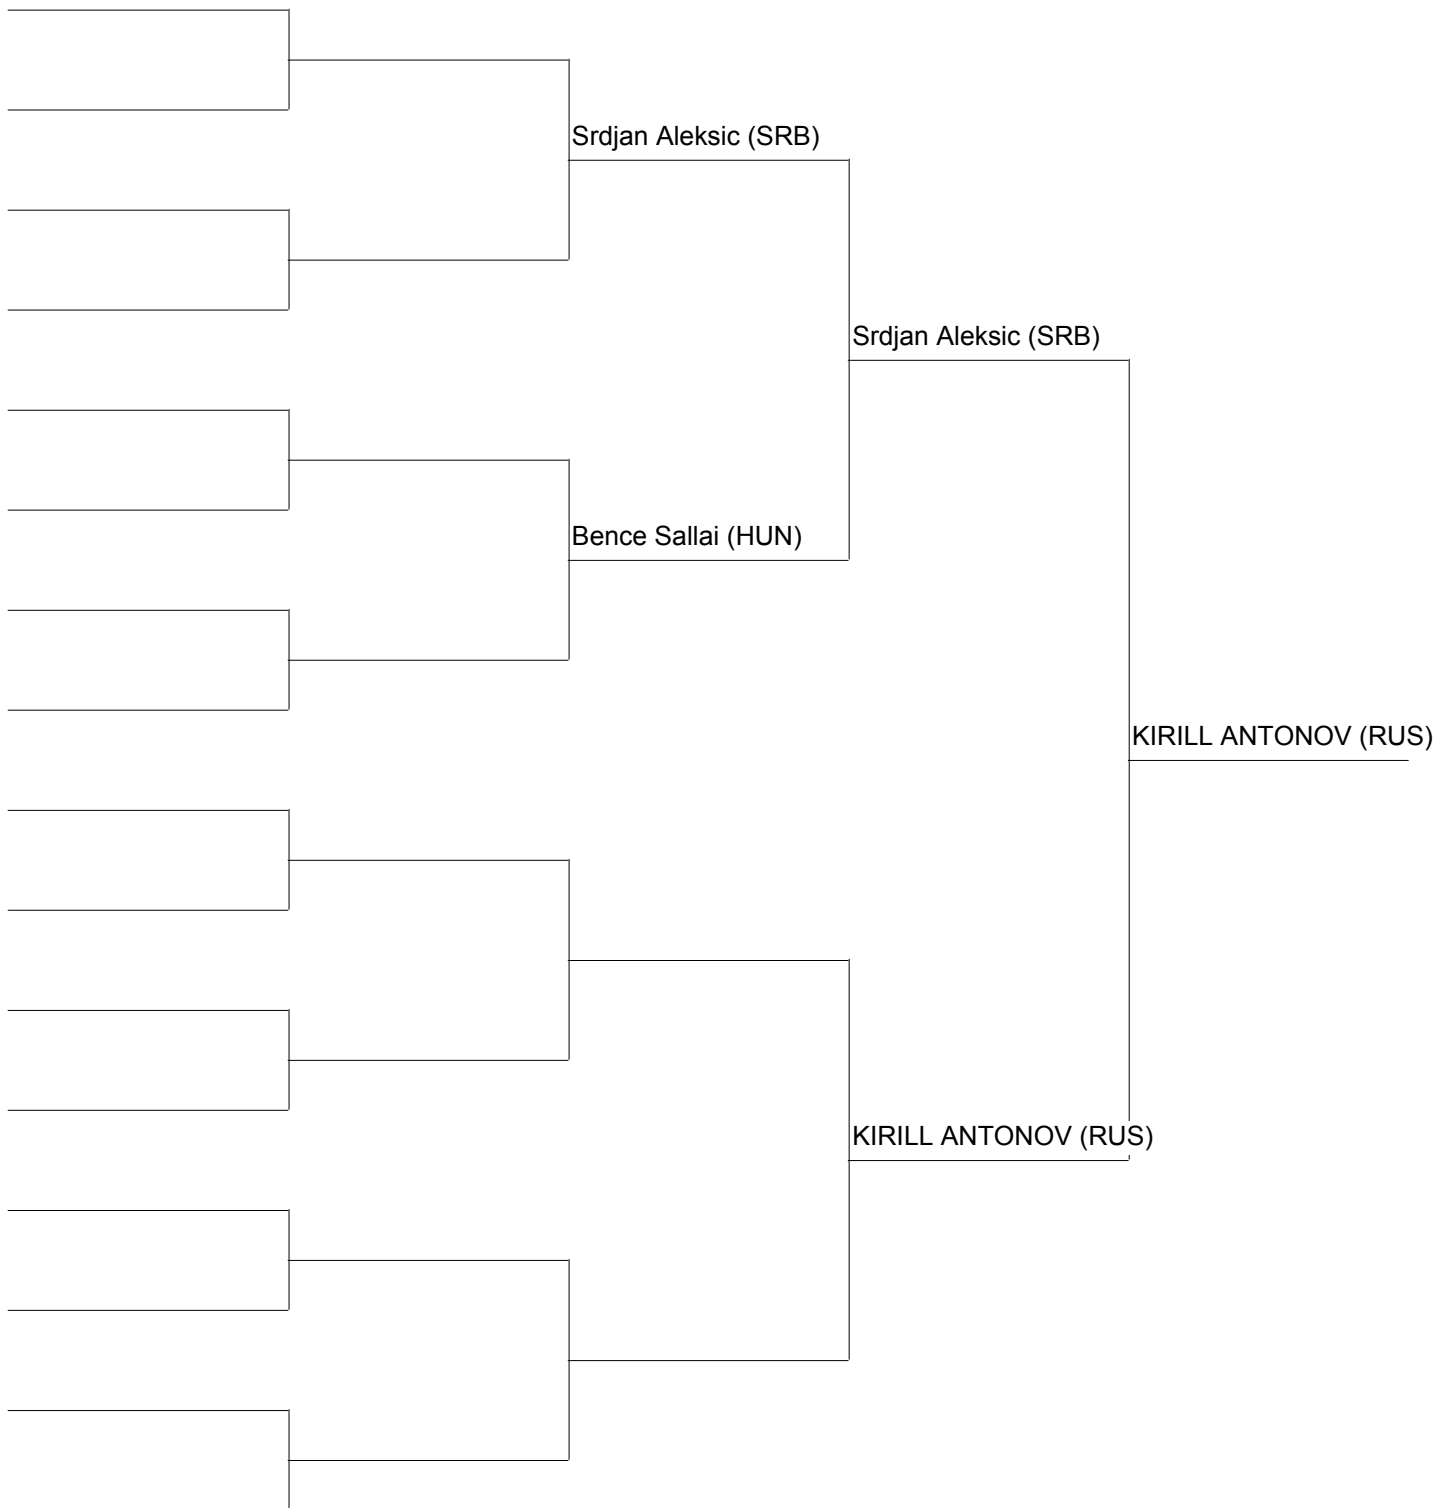 Srdjan Aleksic (SRB)
Srdjan Aleksic (SRB)
Bence Sallai (HUN)
KIRILL ANTONOV (RUS)
KIRILL ANTONOV (RUS)